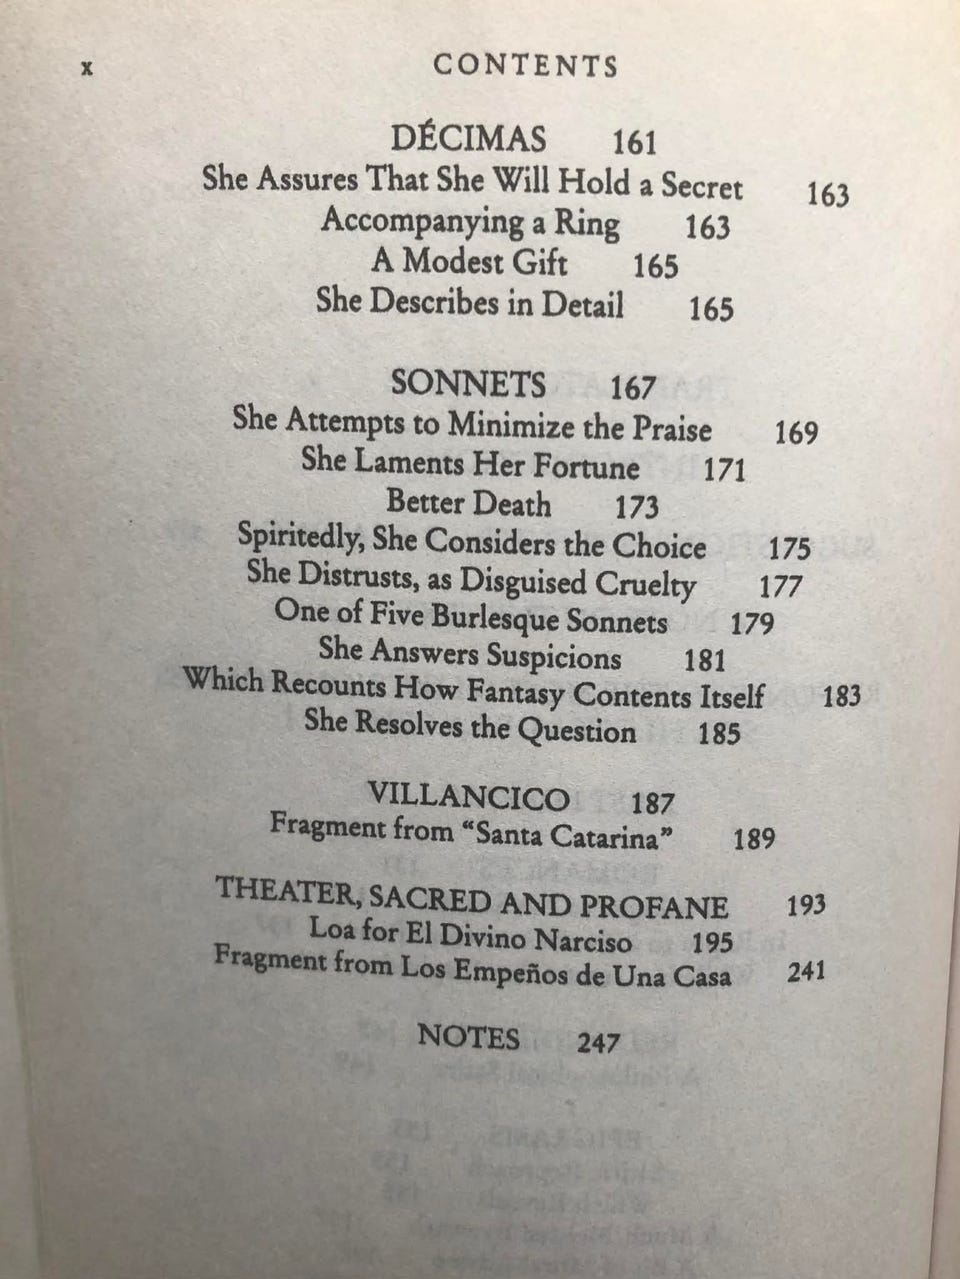 x CONTENTS
DÉCIMAS 161
She Assures That She Will Hold a Secret 163
Accompanying a Ring 163
A Modest Gift 165
She Describes in Detail 165
SONNETS 167
She Attempts to Minimize the Praise 169
She Laments Her Fortune 171
Better Death 173
Spiritedly, She Considers the Choice 175
She Distrusts, as Disguised Cruelty 177
One of Five Burlesque Sonnets 179
She Answers Suspicions 181
Which Recounts How Fantasy Contents Itself 183
She Resolves the Question 185
VILLANCICO 187
Fragment from “Santa Catarina” 189
THEATER, SACRED AND PROFANE 193
Loa for El Divino Narciso 195
Fragment from Los Empeños de Una Casa 241
NOTES 247